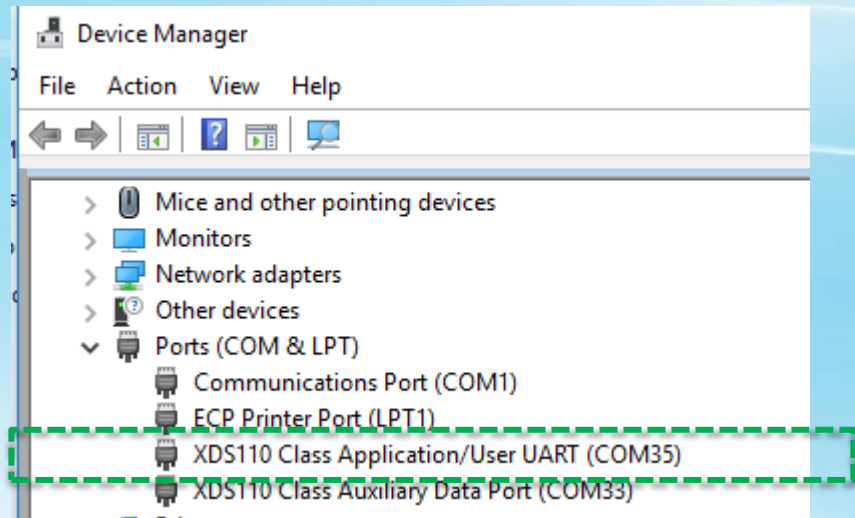 Device Manager
File Action View Help
Mice and other pointing devices
Monitors
Network adapters
Other devices
Ports (COM & LPT)
Communications Port (COM1)
ECP Printer Port (LPT1)
XDS110 Class Application/User UART (COM35)
XDS110 Class Auxiliary Data Port (COM33)